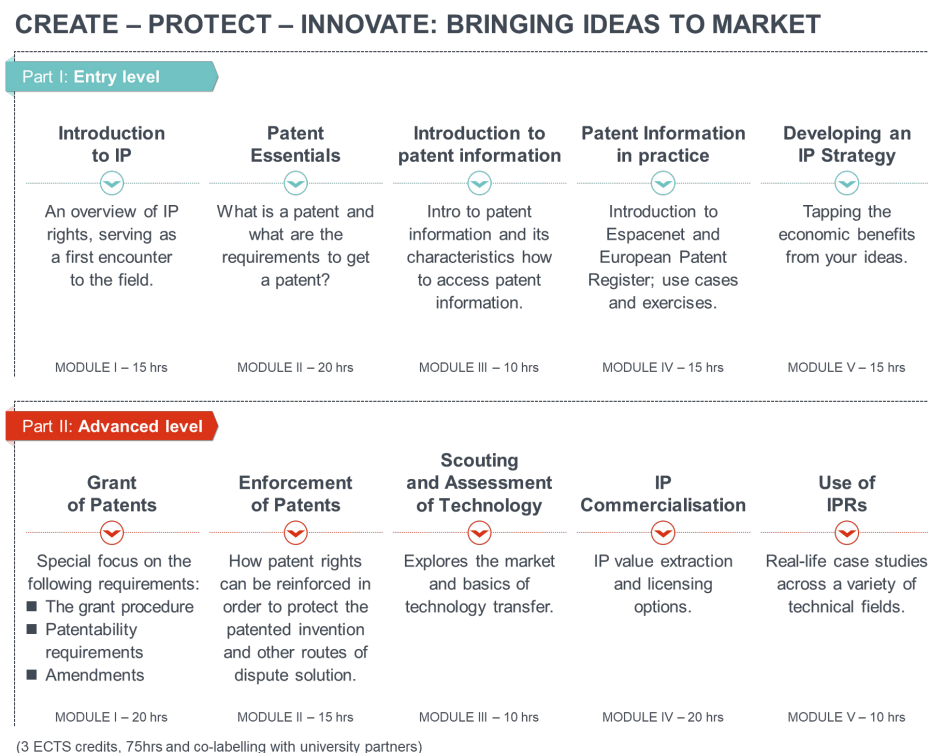 CREATE – PROTECT – INNOVATE: BRINGING IDEAS TO MARKET
Part I: Entry level
Introduction
to IP
An overview of IP
rights, serving as
a first encounter
to the field.
MODULE I – 15 hrs
Patent
Essentials
What is a patent and
what are the
requirements to get
a patent?
MODULE II – 20 hrs
Introduction to
patent information
Intro to patent
information and its
characteristics how
to access patent
information.
MODULE III – 10 hrs
Patent Information
in practice
Introduction to
Espacenet and
European Patent
Register; use cases
and exercises.
MODULE IV – 15 hrs
Developing an
IP Strategy
Tapping the
economic benefits
from your ideas.
MODULE V – 15 hrs
Part II: Advanced level
Grant
of Patents
Special focus on the
following requirements:
■ The grant procedure
■ Patentability
requirements
■ Amendments
MODULE I – 20 hrs
Enforcement
of Patents
How patent rights
can be reinforced in
order to protect the
patented invention
and other routes of
dispute solution.
MODULE II – 15 hrs
Scouting
and Assessment
of Technology
Explores the market
and basics of
technology transfer.
MODULE III – 10 hrs
IP
Commercialisation
IP value extraction
and licensing
options.
MODULE IV – 20 hrs
Use of
IPRs
Real-life case studies
across a variety of
technical fields.
MODULE V – 10 hrs
(3 ECTS credits, 75hrs and co-labelling with university partners)